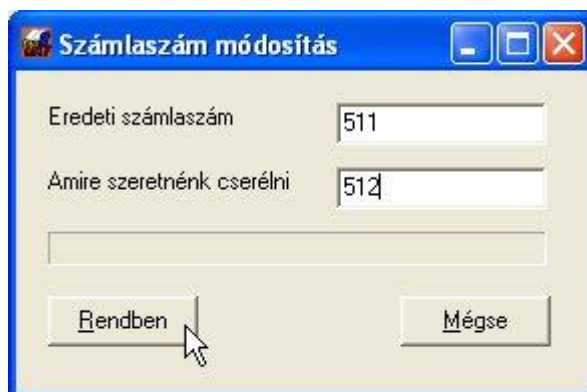 Számlaszám módosítás
Eredeti számlaszám 511
Amire szeretnénk cserélni 512
Rendben Mégse